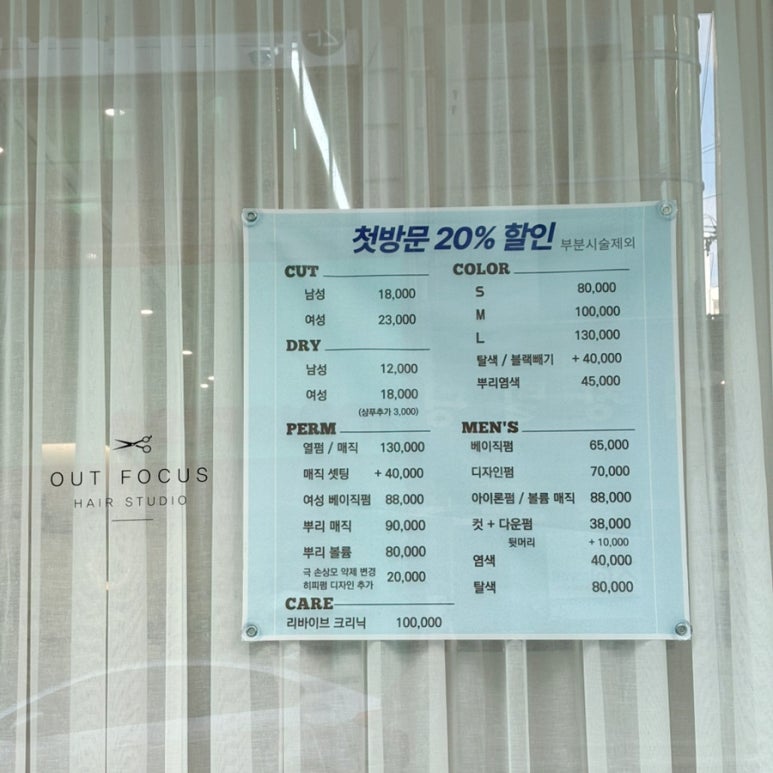 첫방문 20% 할인 부분시술제외
CUT
남성 18,000
여성 23,000
DRY
남성 12,000
여성 18,000
(샴푸추가 3,000)
PERM
열펌 / 매직 130,000
매직 셋팅 + 40,000
여성 베이직펌 88,000
뿌리 매직 90,000
뿌리 볼륨 80,000
극 손상모 약제 변경
히피펌 디자인 추가 20,000
CARE
리바이브 크리닉 100,000
COLOR
S 80,000
M 100,000
L 130,000
탈색 / 블랙빼기 + 40,000
뿌리염색 45,000
MEN'S
베이직펌 65,000
디자인펌 70,000
아이론펌 / 볼륨 매직 88,000
컷 + 다운펌 38,000
뒷머리 + 10,000
염색 40,000
탈색 80,000
OUT FOCUS
HAIR STUDIO